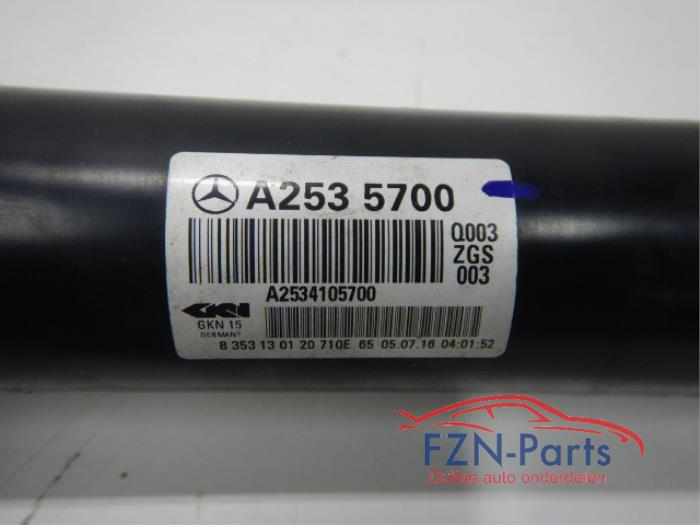 A253 5700
Q003
ZGS
003
A2534105700
GKN
GKN 15
GERMANY
8 353 13 01 20 710E 65 05.07.16 04:01:52
FZN-Parts
Duitse auto onderdelen